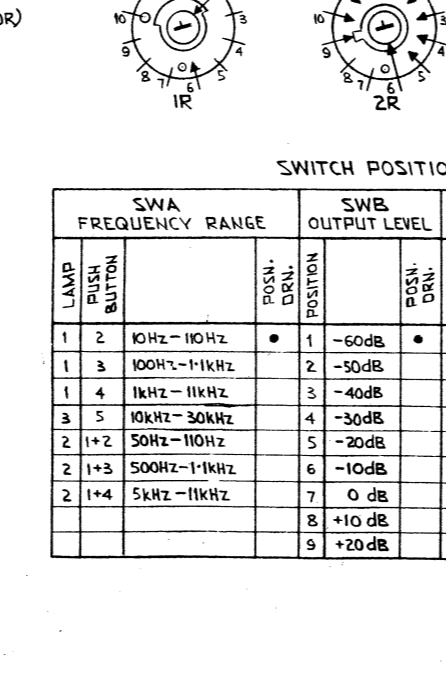 OR)
10 3
9 4
8 7 6 5
1R
10 3
9 4
8 7 6 5
2R
SWITCH POSITIO
SWA SWB
FREQUENCY RANGE OUTPUT LEVEL
LAMP PUSH BUTTON POSN. DRN. POSITION POSN. DRN.
1 2 10HZ-110HZ • 1 -60dB •
1 3 100HZ-1·1kHZ 2 -50dB
1 4 1kHZ-11kHZ 3 -40dB
3 5 10kHZ-30kHZ 4 -30dB
2 1+2 50HZ-110HZ 5 -20dB
2 1+3 500HZ-1·1kHZ 6 -10dB
2 1+4 5kHZ-11kHZ 7 0 dB
8 +10 dB
9 +20dB